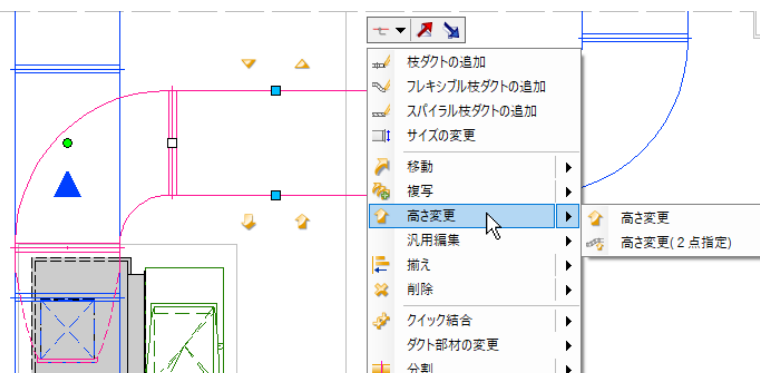 枝ダクトの追加
フレキシブル枝ダクトの追加
スパイラル枝ダクトの追加
サイズの変更
移動
複写
高さ変更
高さ変更
高さ変更(２点指定)
汎用編集
揃え
削除
クイック結合
ダクト部材の変更
分割